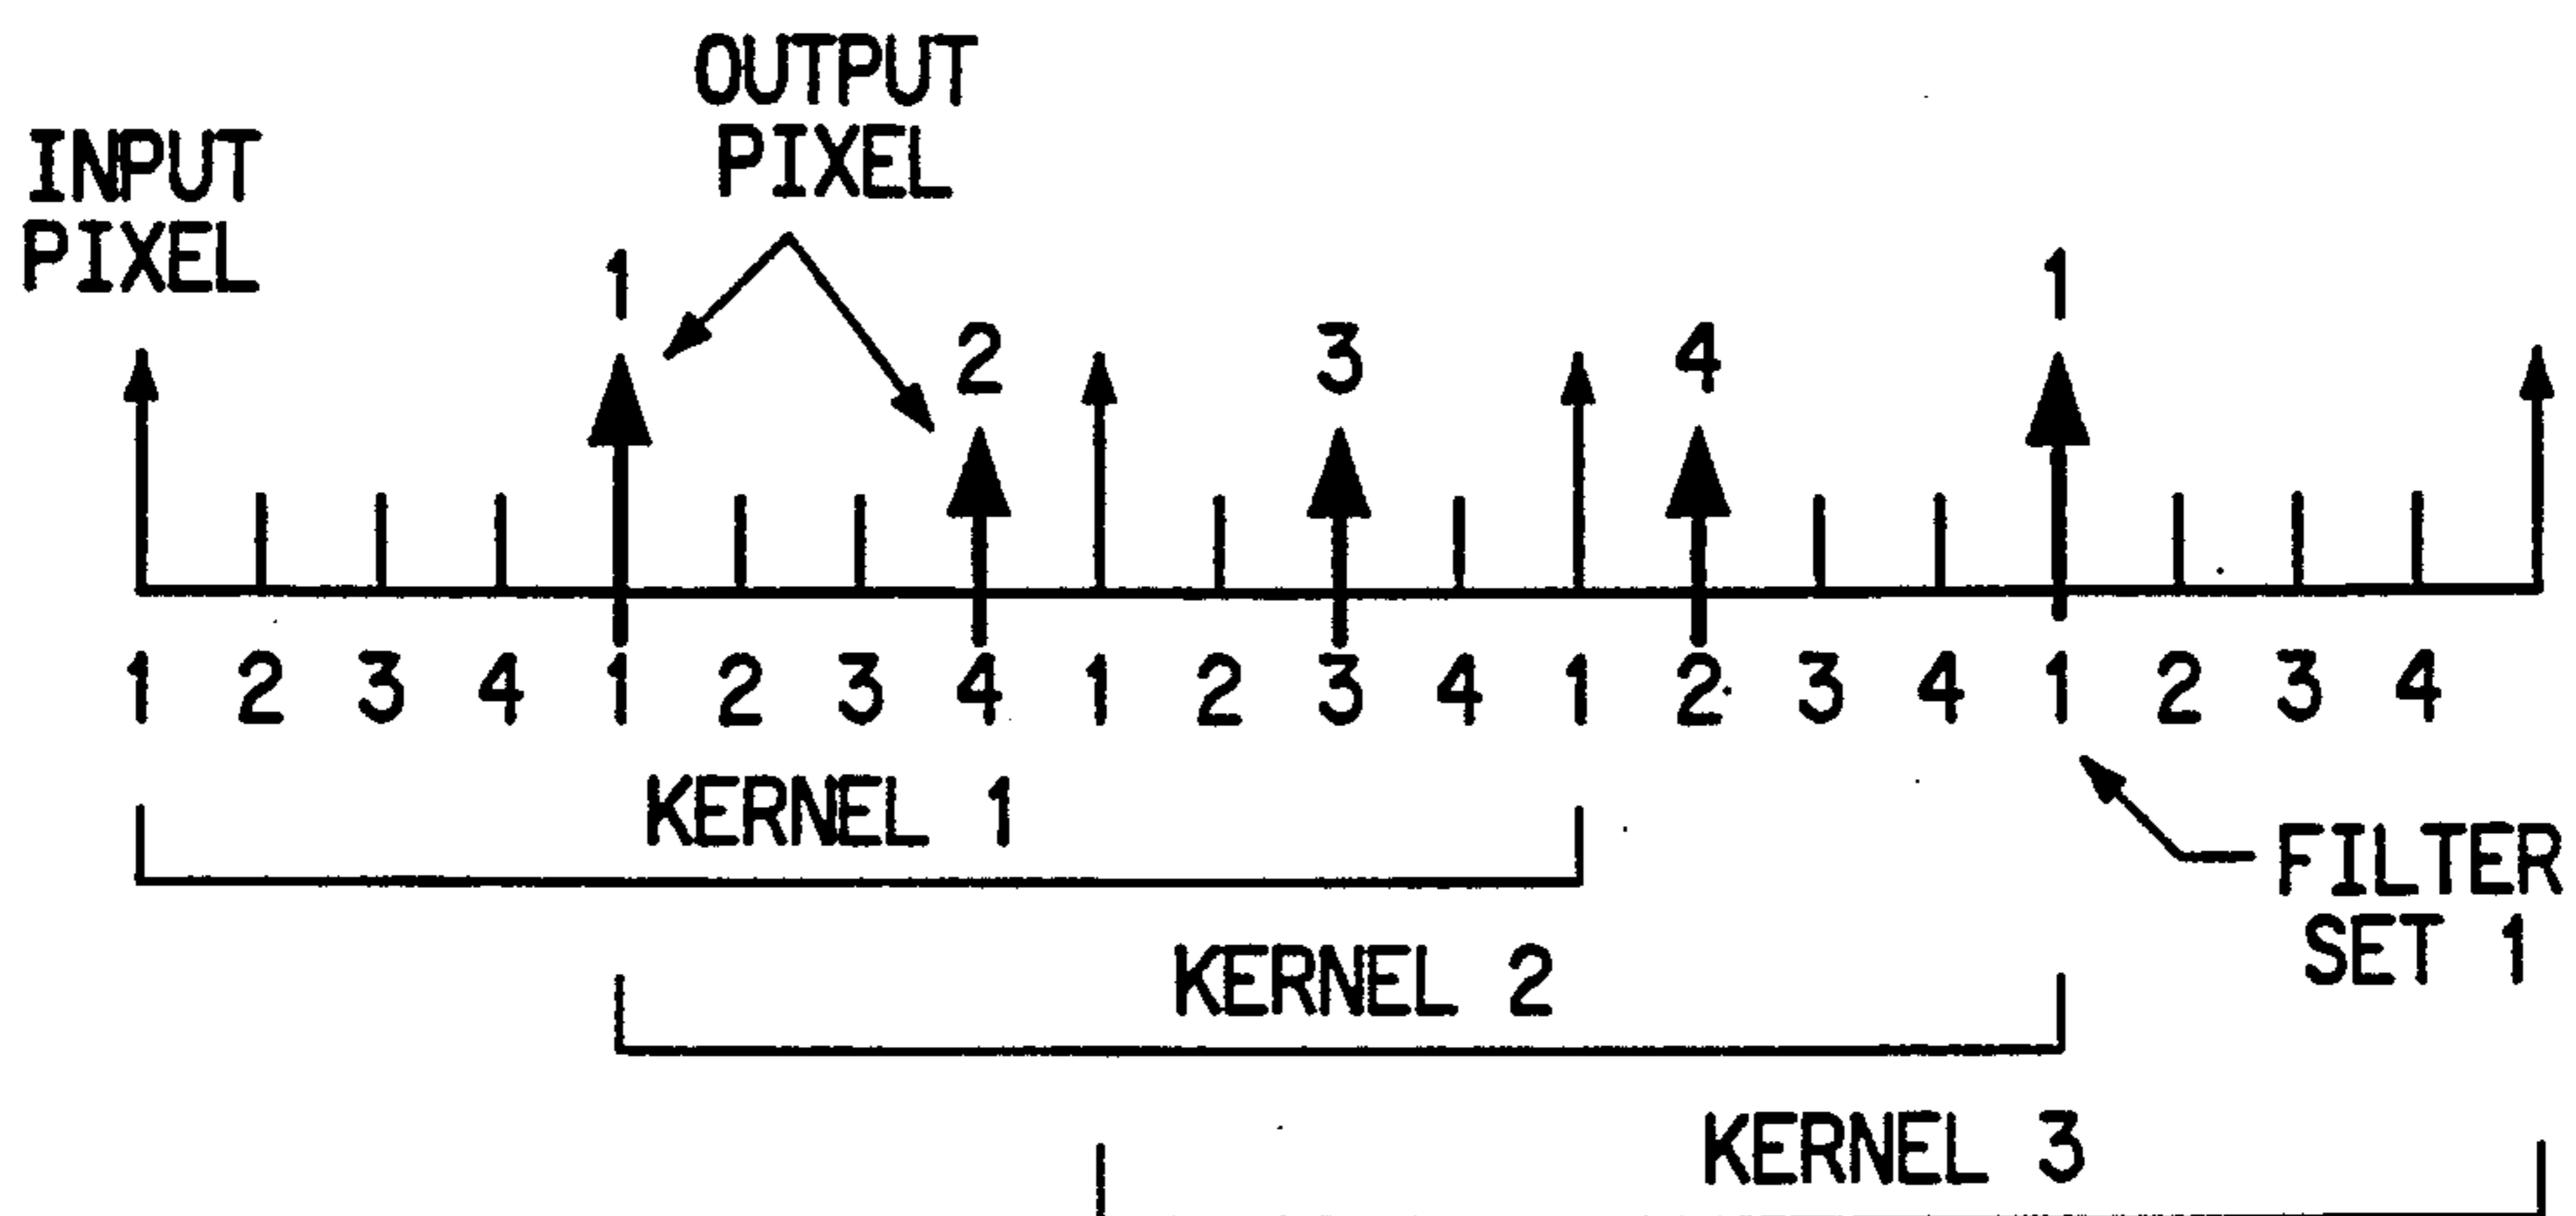 OUTPUT
PIXEL
INPUT
PIXEL
1 1
2 3 4
1 2 3 4 1 2 3 4 1 2 3 4 1 2 3 4 1 2 3 4
KERNEL 1
FILTER
SET 1
KERNEL 2
KERNEL 3